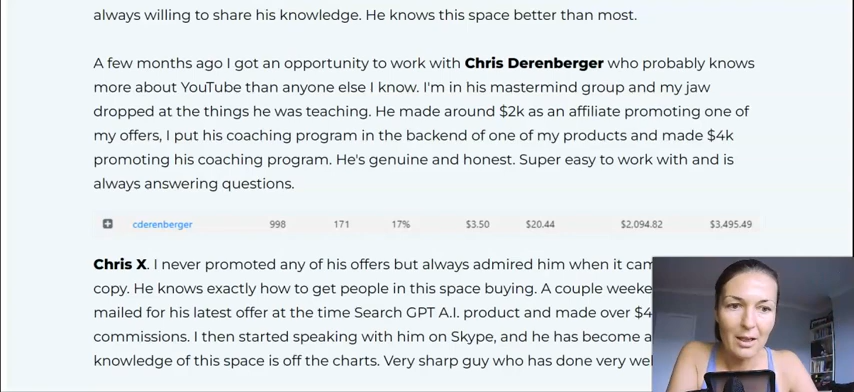 always willing to share his knowledge. He knows this space better than most.
A few months ago I got an opportunity to work with Chris Derenberger who probably knows
more about YouTube than anyone else I know. I'm in his mastermind group and my jaw
dropped at the things he was teaching. He made around $2k as an affiliate promoting one of
my offers, I put his coaching program in the backend of one of my products and made $4k
promoting his coaching program. He's genuine and honest. Super easy to work with and is
always answering questions.
cderenberger 998 171 17% $3.50 $20.44 $2,094.82 $3,495.49
Chris X. I never promoted any of his offers but always admired him when it
copy. He knows exactly how to get people in this space buying. A couple
mailed for his latest offer at the time Search GPT A.I. product and made over
commissions. I then started speaking with him on Skype, and he has become a
knowledge of this space is off the charts. Very sharp guy who has done very